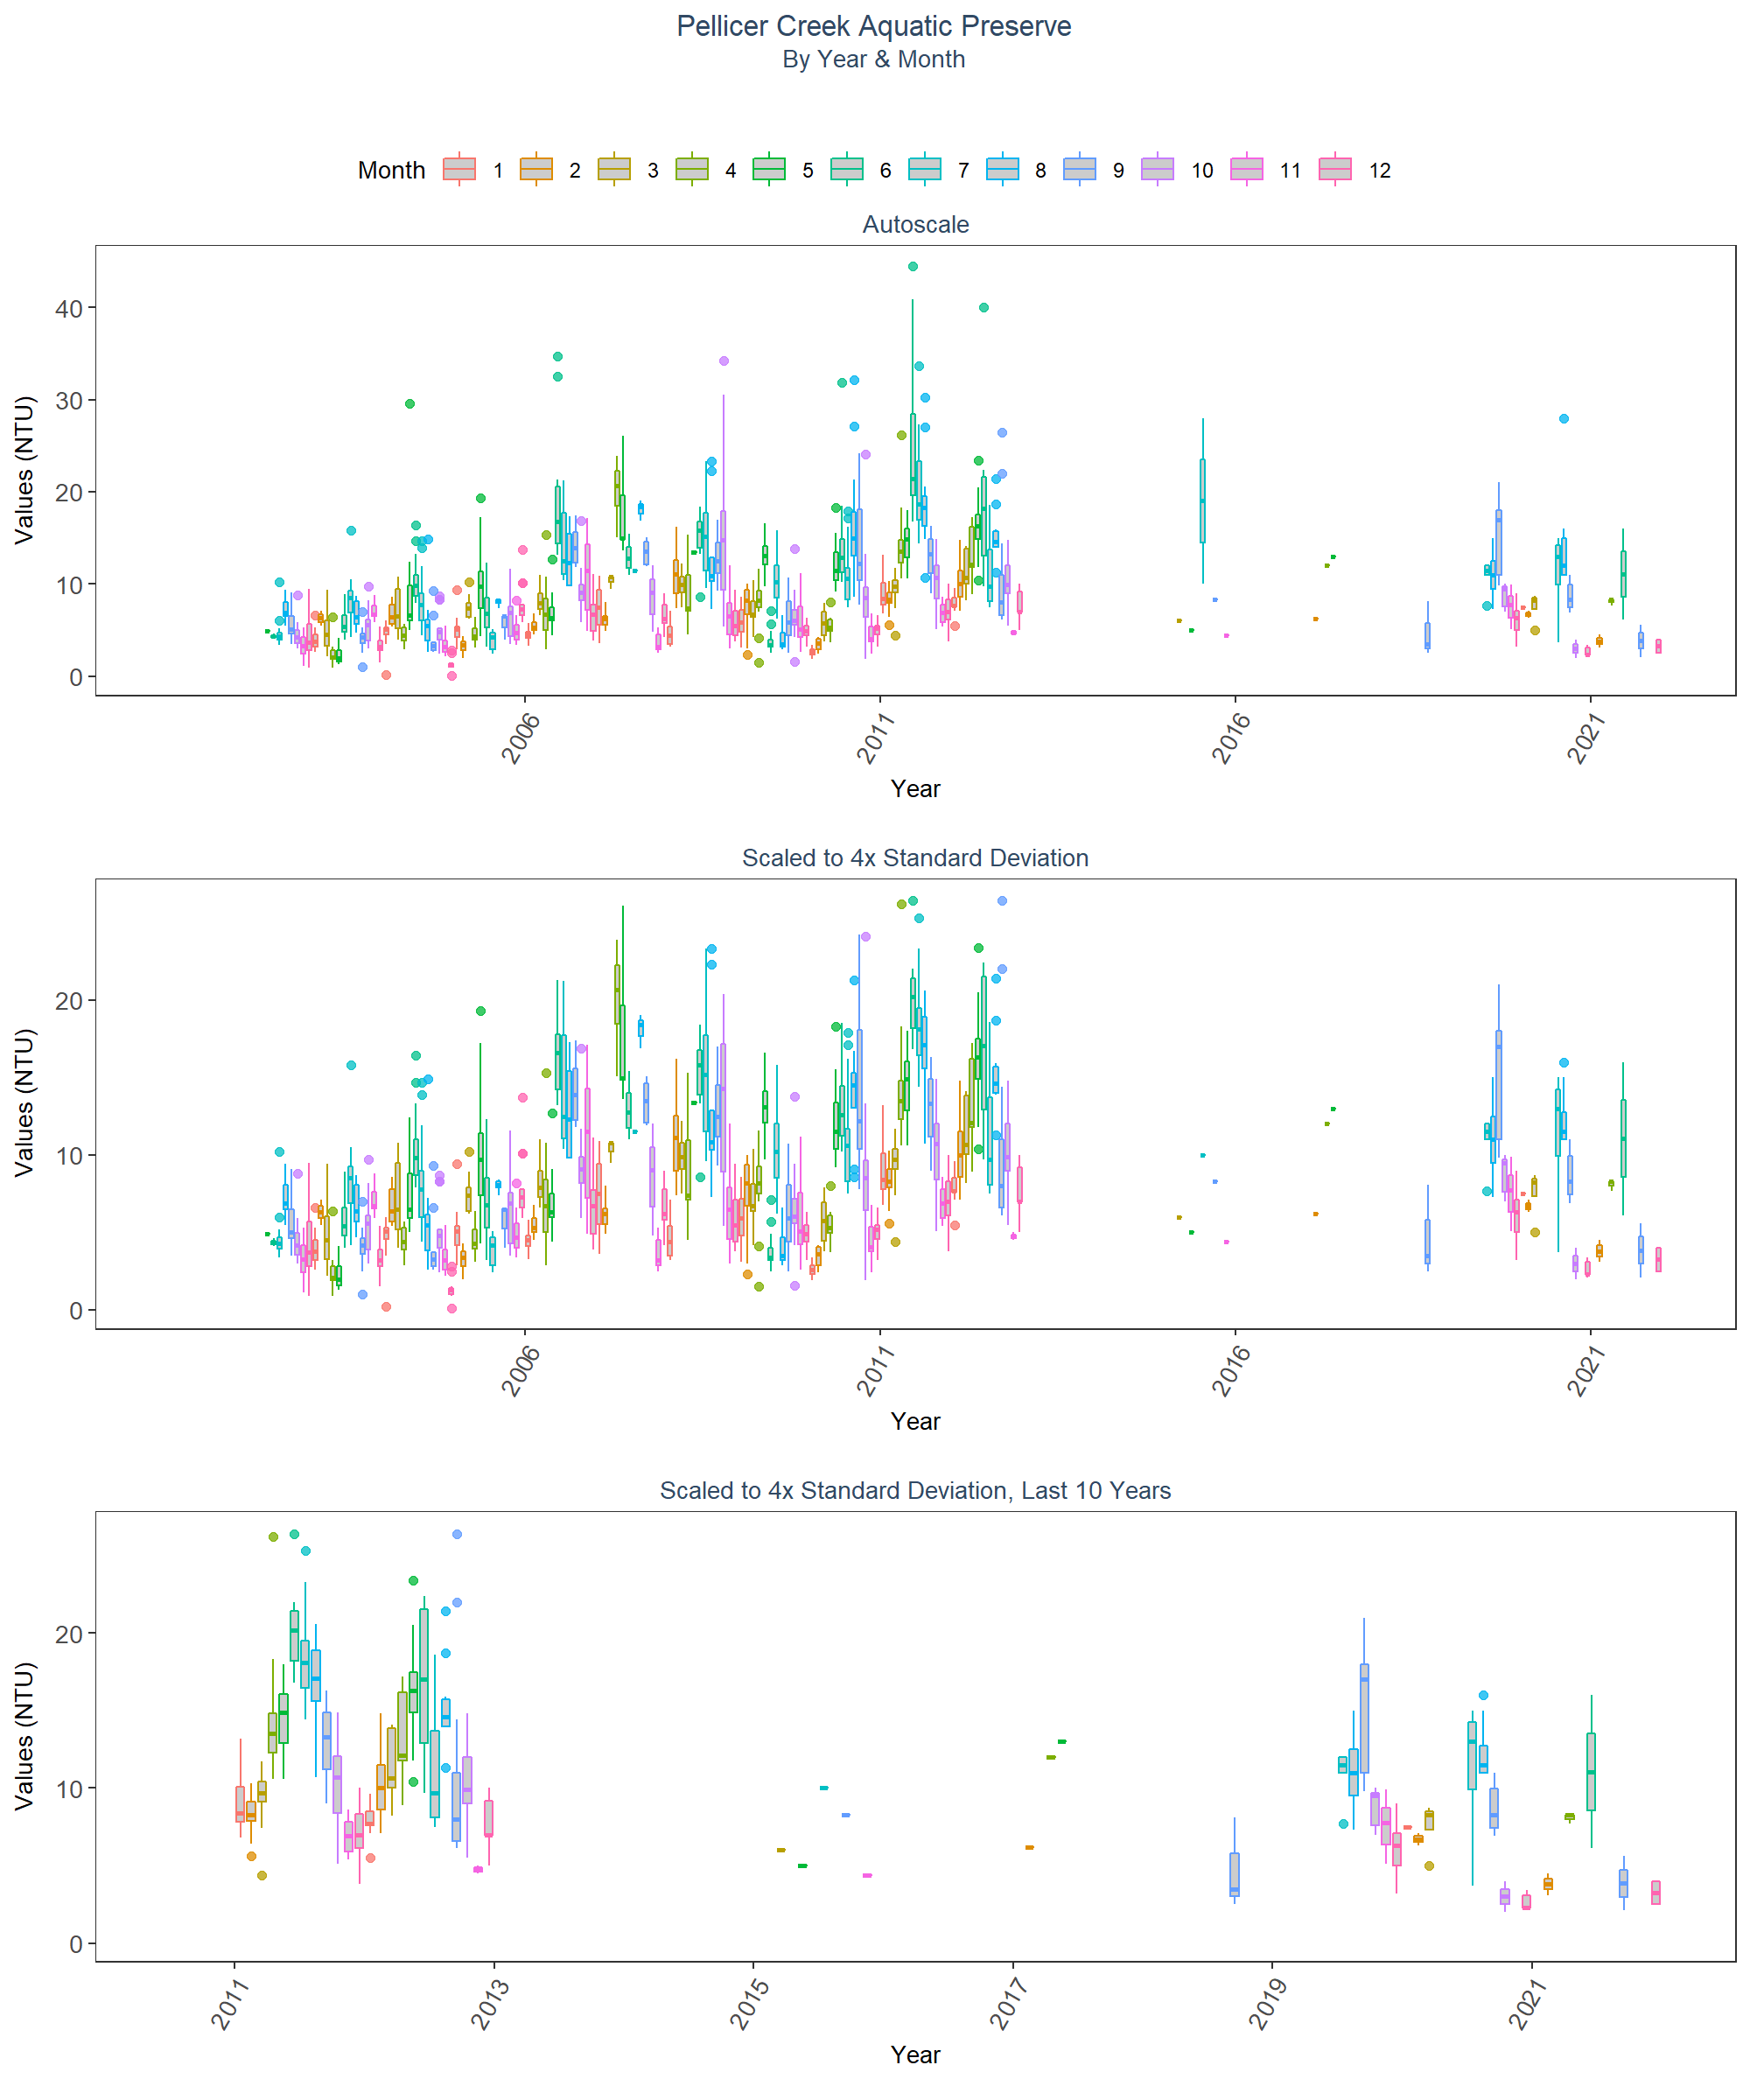 Pellicer Creek Aquatic Preserve
By Year & Month
Month 1 2 3 4 5 6 7 8 9 10 11 12
Autoscale
Values (NTU)
40
30
20
10
0
2006 2011 2016 2021
Year
Scaled to 4x Standard Deviation
Values (NTU)
20
10
0
2006 2011 2016 2021
Year
Scaled to 4x Standard Deviation, Last 10 Years
Values (NTU)
20
10
0
2011 2013 2015 2017 2019 2021
Year